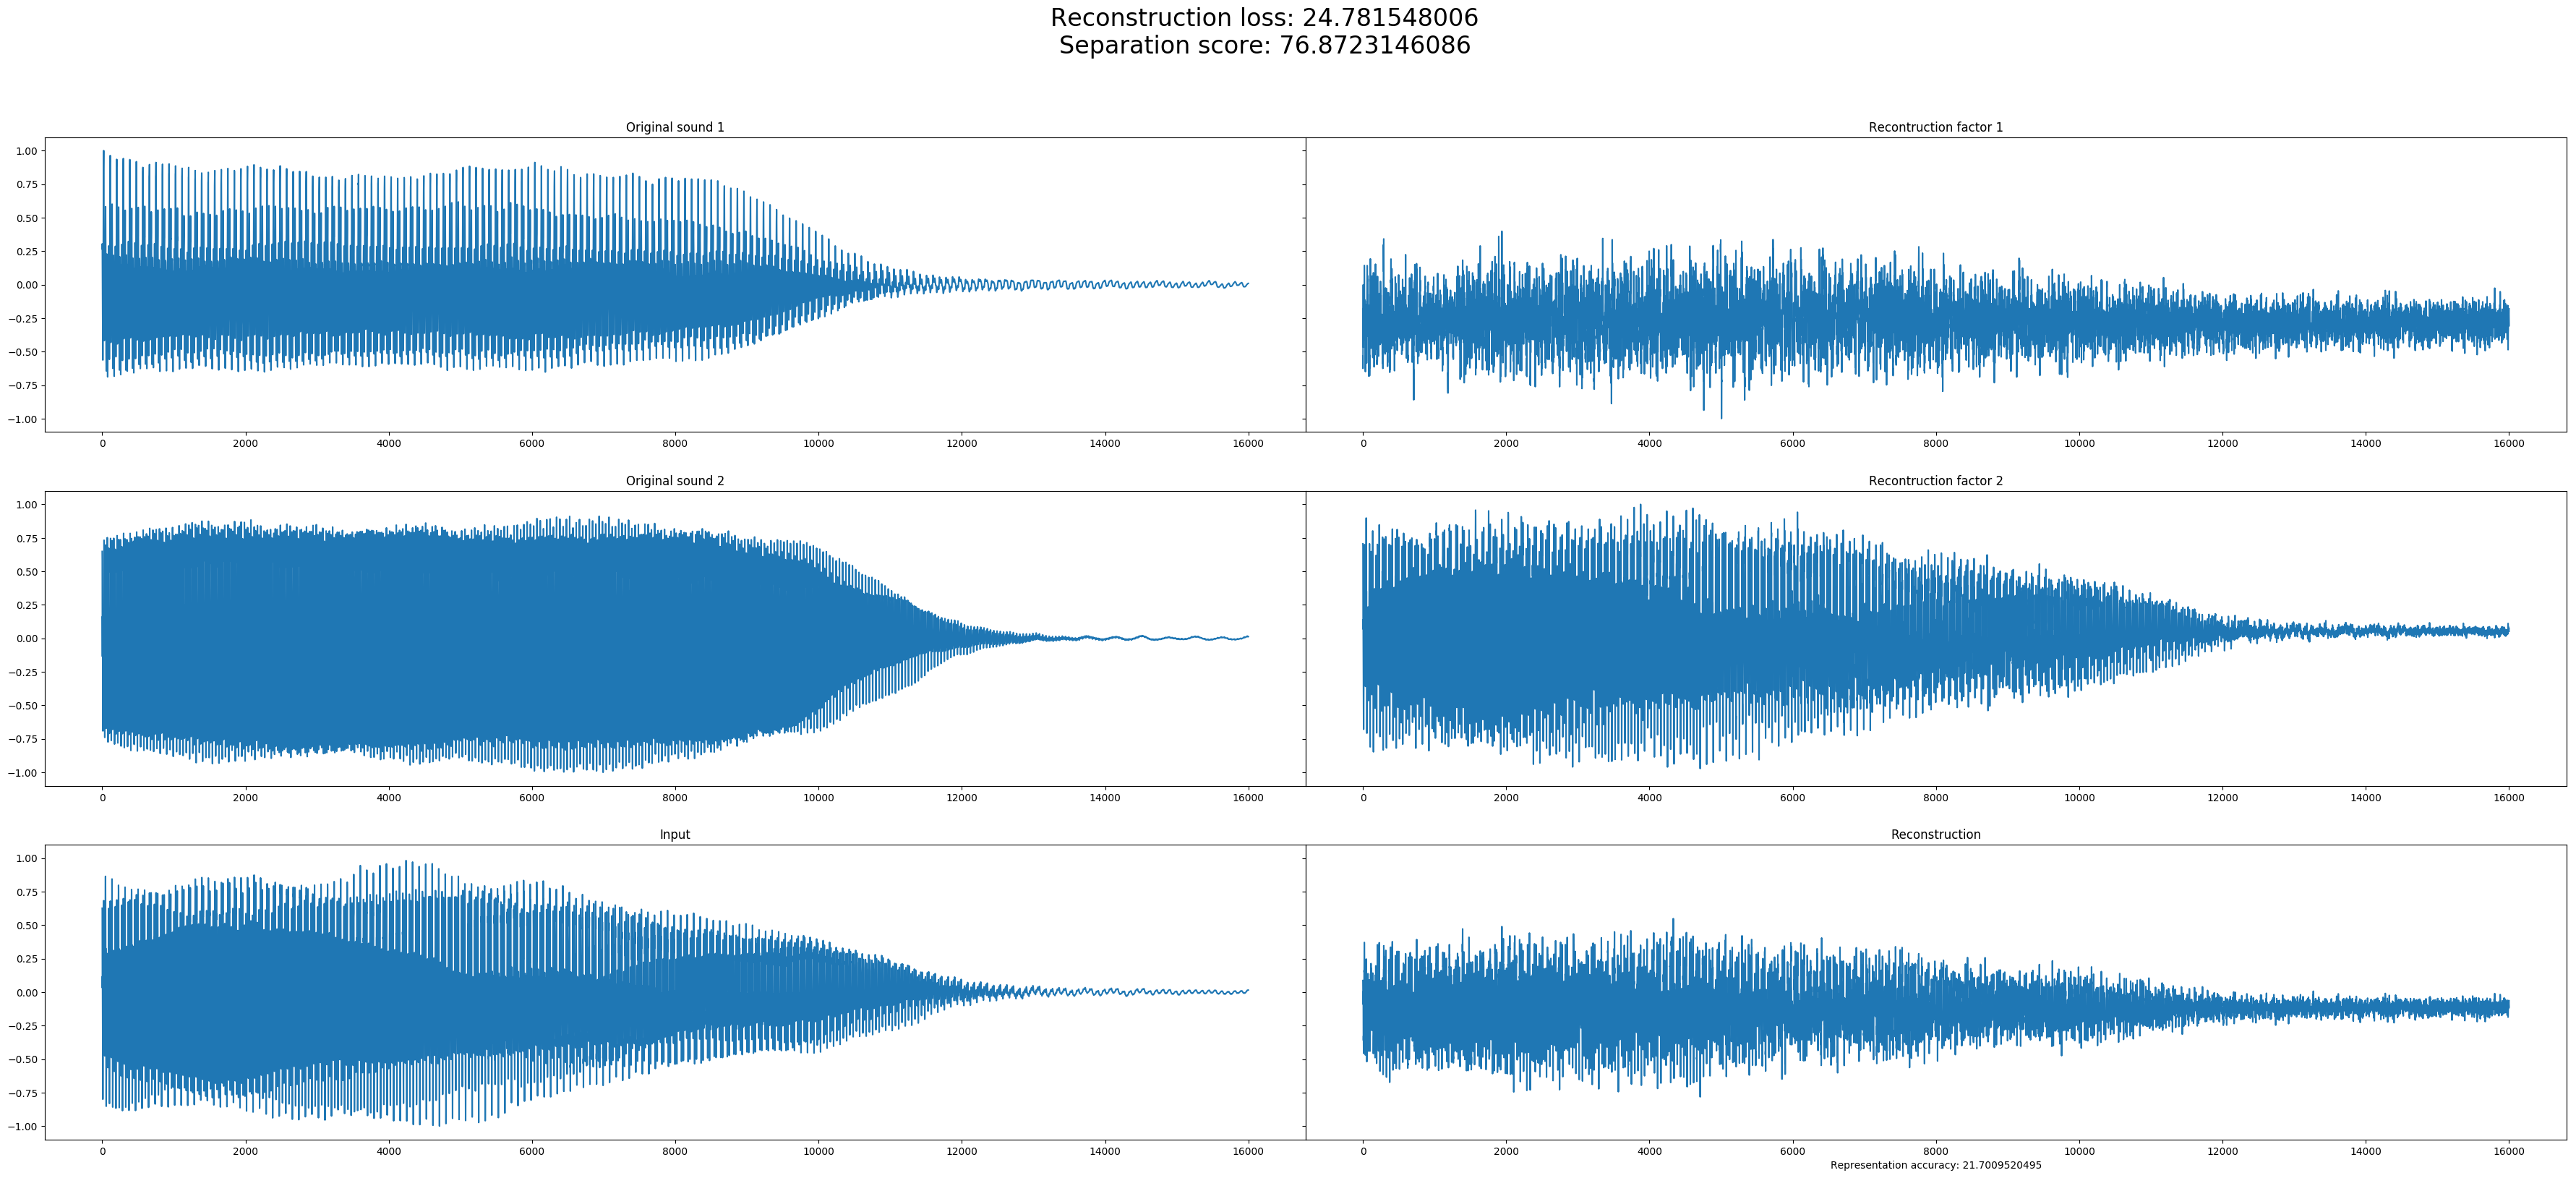 Reconstruction loss: 24.781548006
Separation score: 76.8723146086
Original sound 1
Recontruction factor 1
1.00
0.75
0.50
0.25
0.00
−0.25
−0.50
−0.75
−1.00
0 2000 4000 6000 8000 10000 12000 14000 16000
0 2000 4000 6000 8000 10000 12000 14000 16000
Original sound 2
Recontruction factor 2
1.00
0.75
0.50
0.25
0.00
−0.25
−0.50
−0.75
−1.00
0 2000 4000 6000 8000 10000 12000 14000 16000
0 2000 4000 6000 8000 10000 12000 14000 16000
Input
Reconstruction
1.00
0.75
0.50
0.25
0.00
−0.25
−0.50
−0.75
−1.00
0 2000 4000 6000 8000 10000 12000 14000 16000
0 2000 4000 6000 8000 10000 12000 14000 16000
Representation accuracy: 21.7009520495